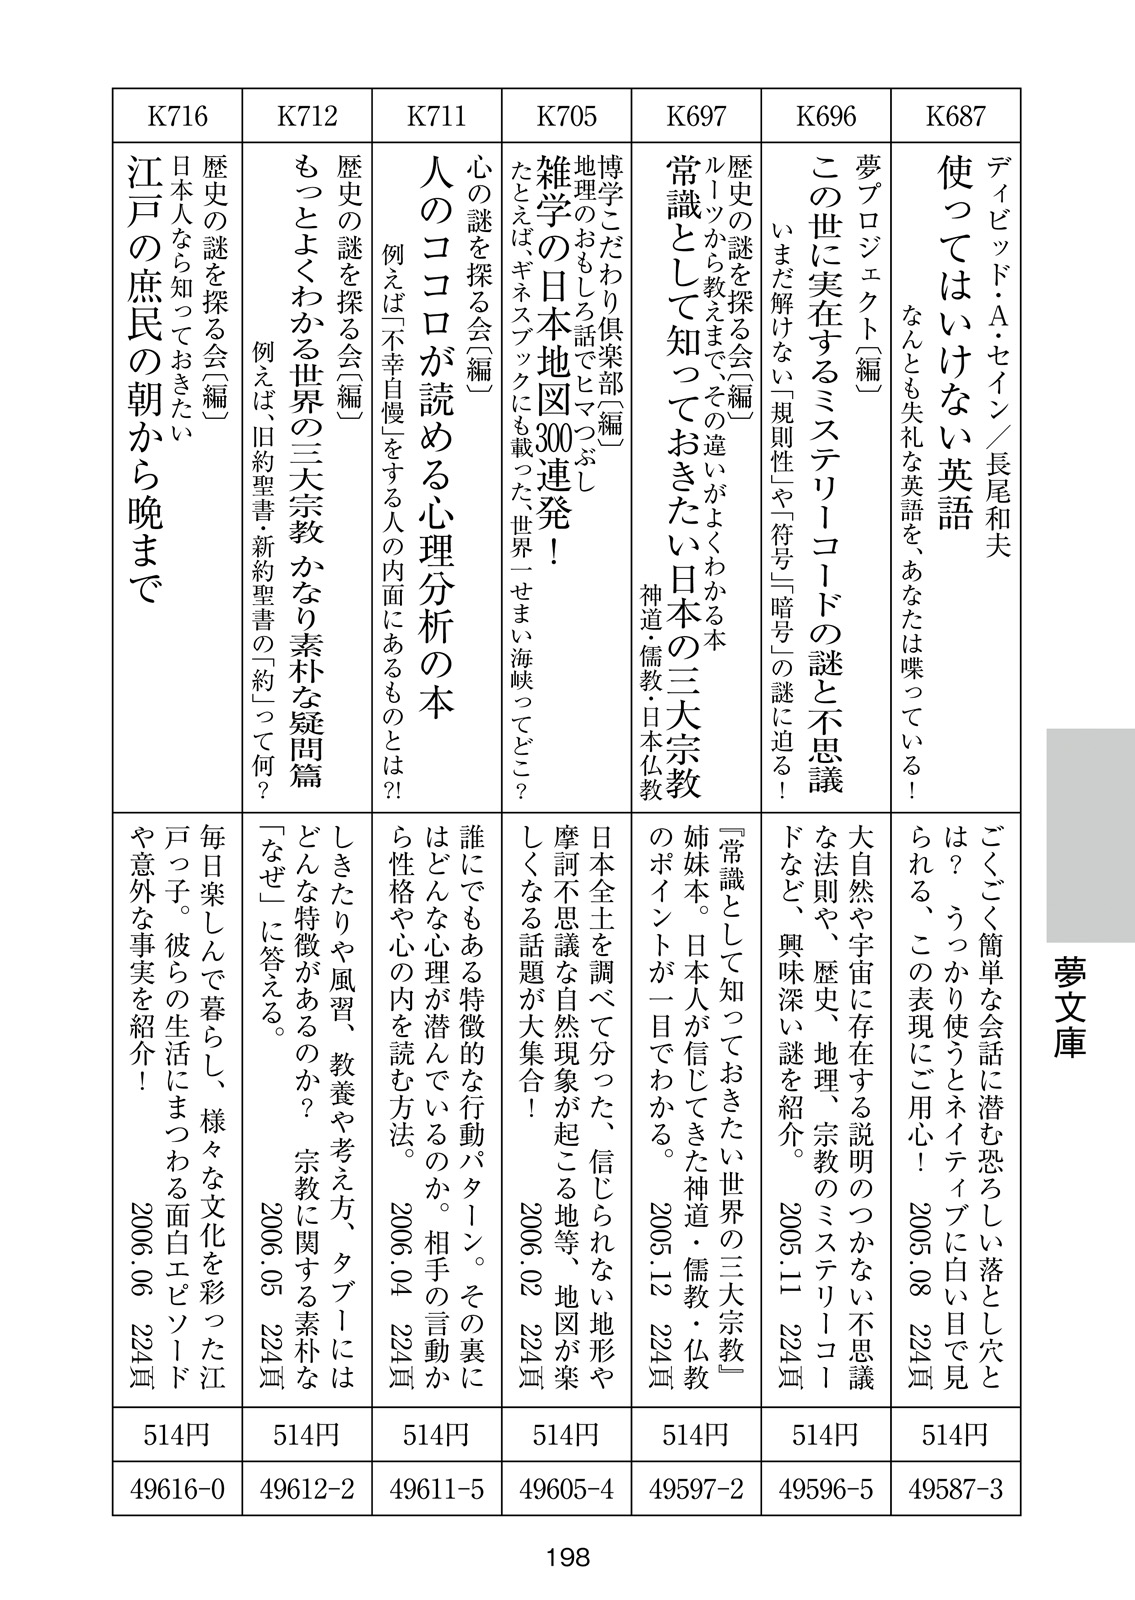 K687
ディビッド・A・セイン／長尾和夫
使ってはいけない英語
なんとも失礼な英語を、あなたは喋っている！
ごくごく簡単な会話に潜む恐ろしい落とし穴と
は？　うっかり使うとネイティブに白い目で見
られる、この表現にご用心！　2005.08　224頁
514円
49587-3
K696
夢プロジェクト〔編〕
この世に実在するミステリーコードの謎と不思議
いまだ解けない「規則性」や「符号」「暗号」の謎に迫る！
大自然や宇宙に存在する説明のつかない不思議
な法則や、歴史、地理、宗教のミステリーコー
ドなど、興味深い謎を紹介。　2005.11　224頁
514円
49596-5
K697
歴史の謎を探る会〔編〕
ルーツから教えまで、その違いがよくわかる本
常識として知っておきたい日本の三大宗教
神道・儒教・日本仏教
『常識として知っておきたい世界の三大宗教』
姉妹本。日本人が信じてきた神道・儒教・仏教
のポイントが一目でわかる。　2005.12　224頁
514円
49597-2
K705
博学こだわり倶楽部〔編〕
地理のおもしろ話でヒマつぶし
雑学の日本地図300連発！
たとえば、ギネスブックにも載った、世界一せまい海峡ってどこ？
日本全土を調べて分った、信じられない地形や
摩訶不思議な自然現象が起こる地等、地図が楽
しくなる話題が大集合！　2006.02　224頁
514円
49605-4
K711
心の謎を探る会〔編〕
人のココロが読める心理分析の本
例えば「不幸自慢」をする人の内面にあるものとは?!
誰にでもある特徴的な行動パターン。その裏に
はどんな心理が潜んでいるのか。相手の言動か
ら性格や心の内を読む方法。　2006.04　224頁
514円
49611-5
K712
歴史の謎を探る会〔編〕
もっとよくわかる世界の三大宗教 かなり素朴な疑問篇
例えば、旧約聖書・新約聖書の「約」って何？
しきたりや風習、教養や考え方、タブーには
どんな特徴があるのか？　宗教に関する素朴な
「なぜ」に答える。　2006.05　224頁
514円
49612-2
K716
歴史の謎を探る会〔編〕
日本人なら知っておきたい
江戸の庶民の朝から晩まで
毎日楽しんで暮らし、様々な文化を彩った江
戸っ子。彼らの生活にまつわる面白エピソード
や意外な事実を紹介！　2006.06　224頁
514円
49616-0
夢文庫
198